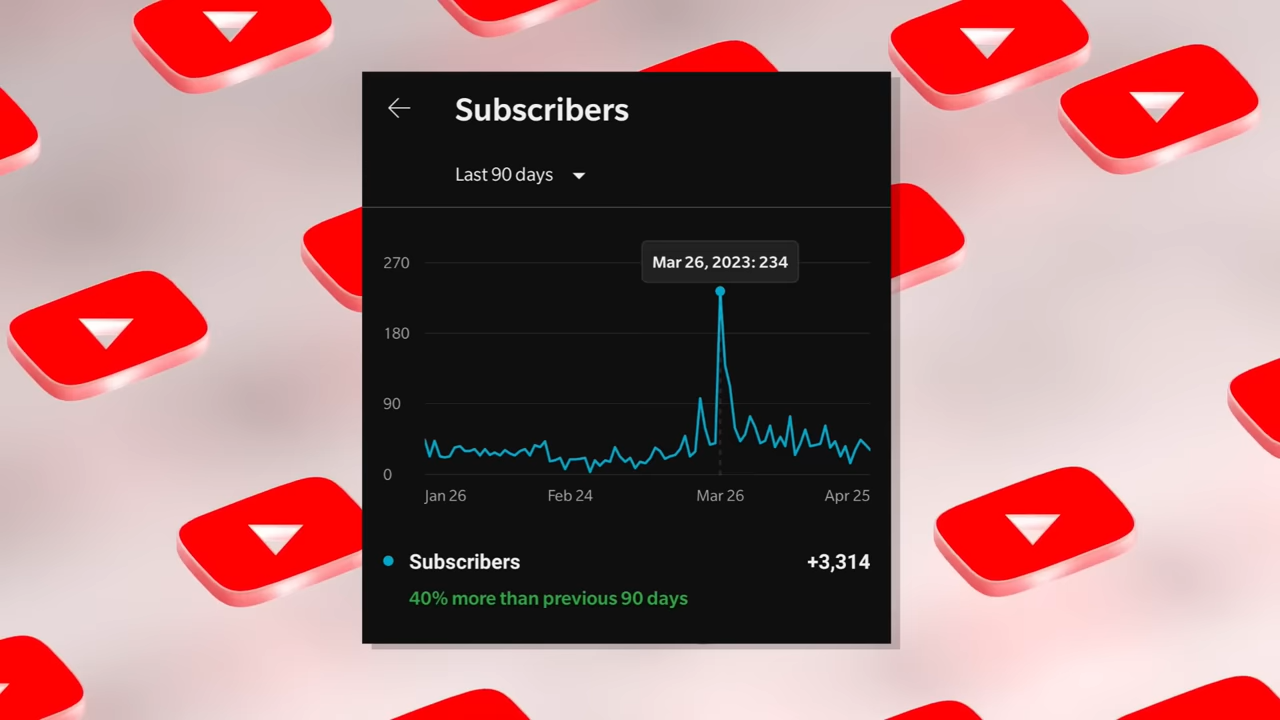 Subscribers
Last 90 days
Mar 26, 2023: 234
270
180
90
0
Jan 26 Feb 24 Mar 26 Apr 25
Subscribers +3,314
40% more than previous 90 days